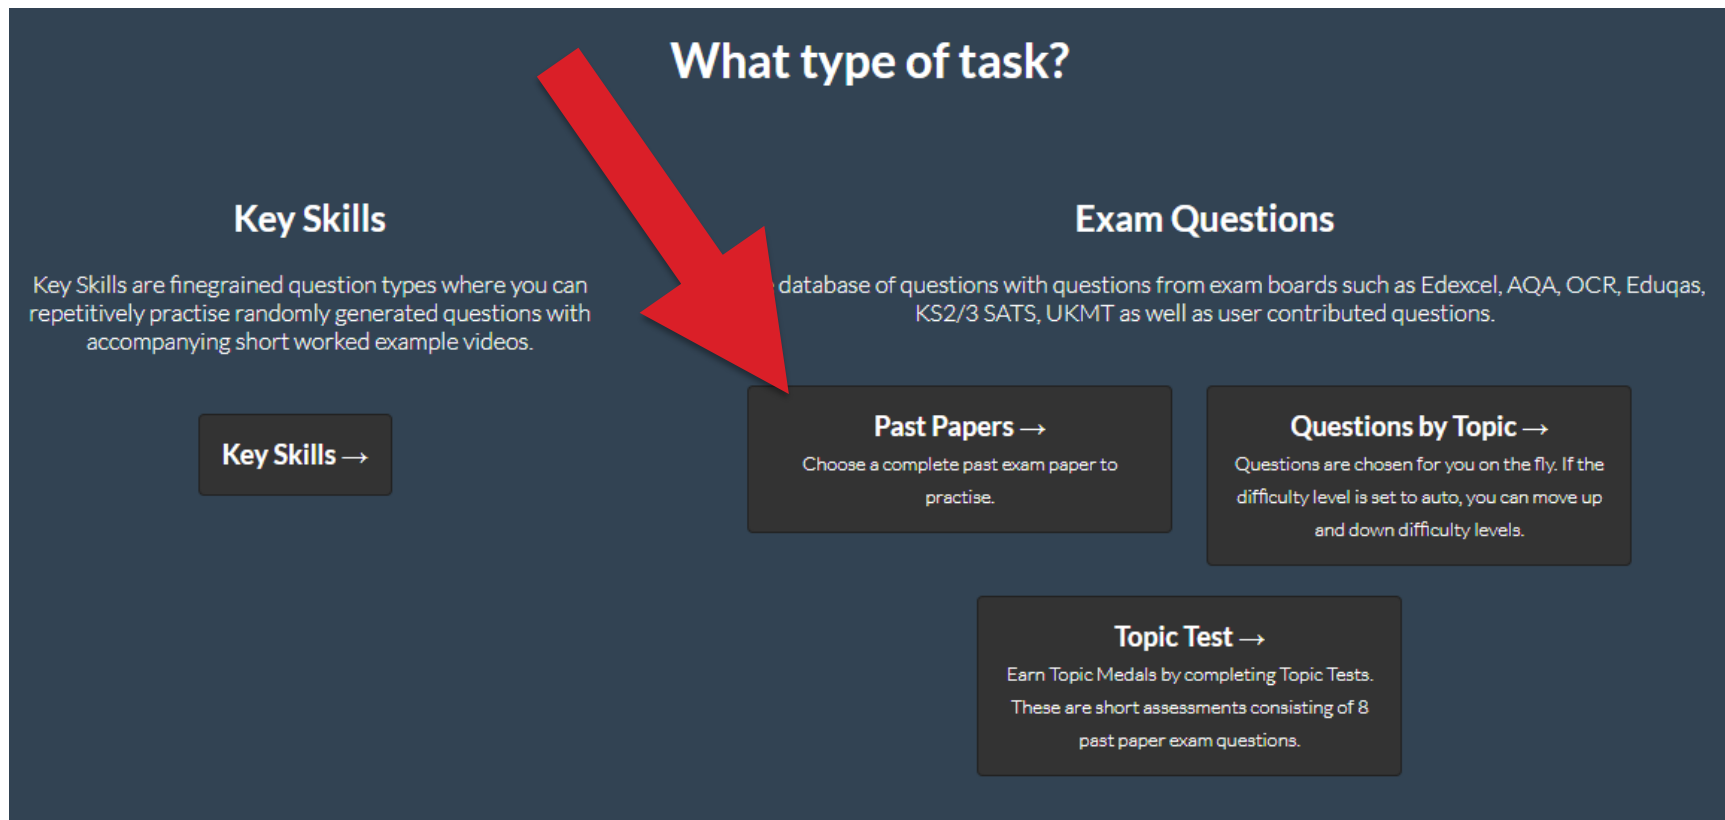 What type of task?
Key Skills
Key Skills are finegrained question types where you can
repetitively practise randomly generated questions with
accompanying short worked example videos.
Key Skills →
Exam Questions
database of questions with questions from exam boards such as Edexcel, AQA, OCR, Eduqas,
KS2/3 SATS, UKMT as well as user contributed questions.
Past Papers →
Choose a complete past exam paper to
practise.
Questions by Topic →
Questions are chosen for you on the fly. If the
difficulty level is set to auto, you can move up
and down difficulty levels.
Topic Test →
Earn Topic Medals by completing Topic Tests.
These are short assessments consisting of 8
past paper exam questions.